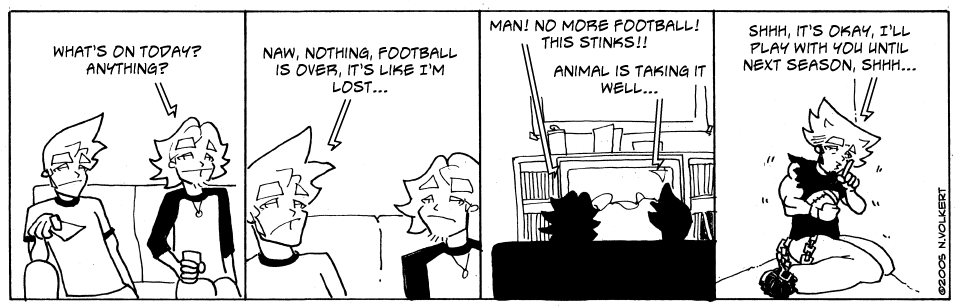 WHAT'S ON TODAY?
ANYTHING?
NAW, NOTHING, FOOTBALL
IS OVER, IT'S LIKE I'M
LOST...
MAN! NO MORE FOOTBALL!
THIS STINKS!!
ANIMAL IS TAKING IT
WELL...
SHHH, IT'S OKAY, I'LL
PLAY WITH YOU UNTIL
NEXT SEASON, SHHH...
©2005 N.VOLKERT